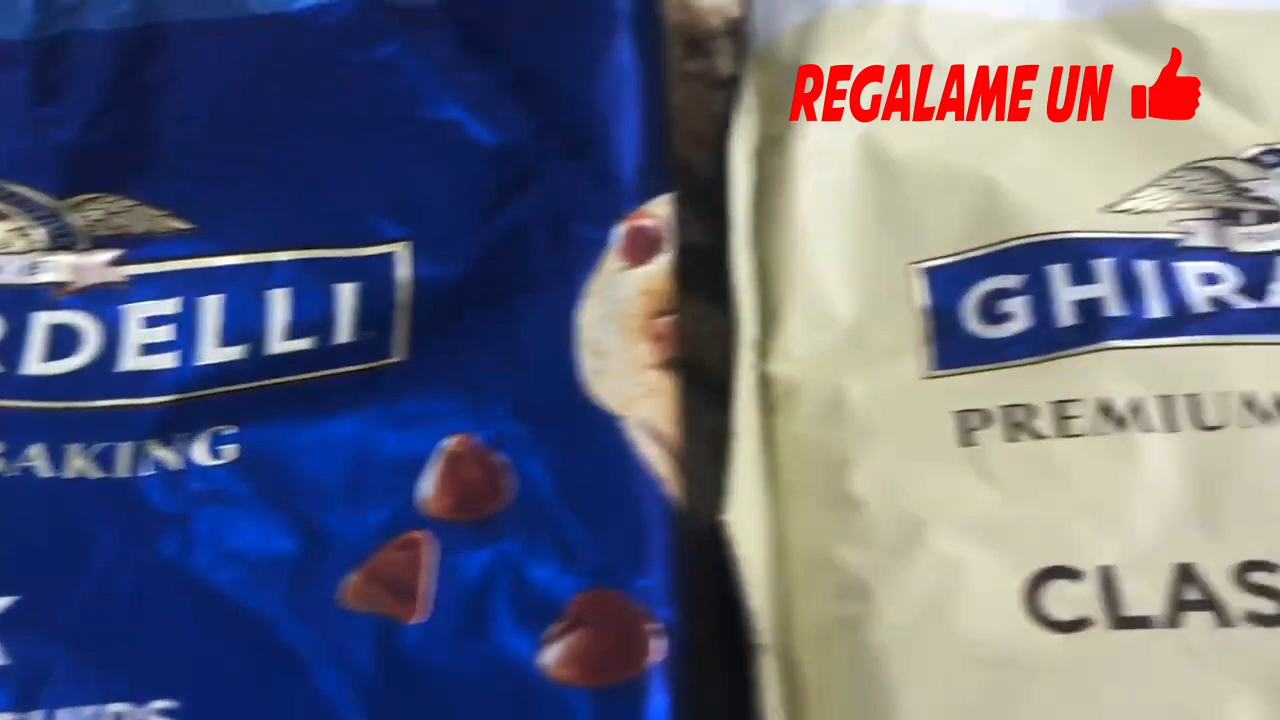 REGALAME UN
RDELLI
BAKING
GHIRA
PREMIUM
CLAS